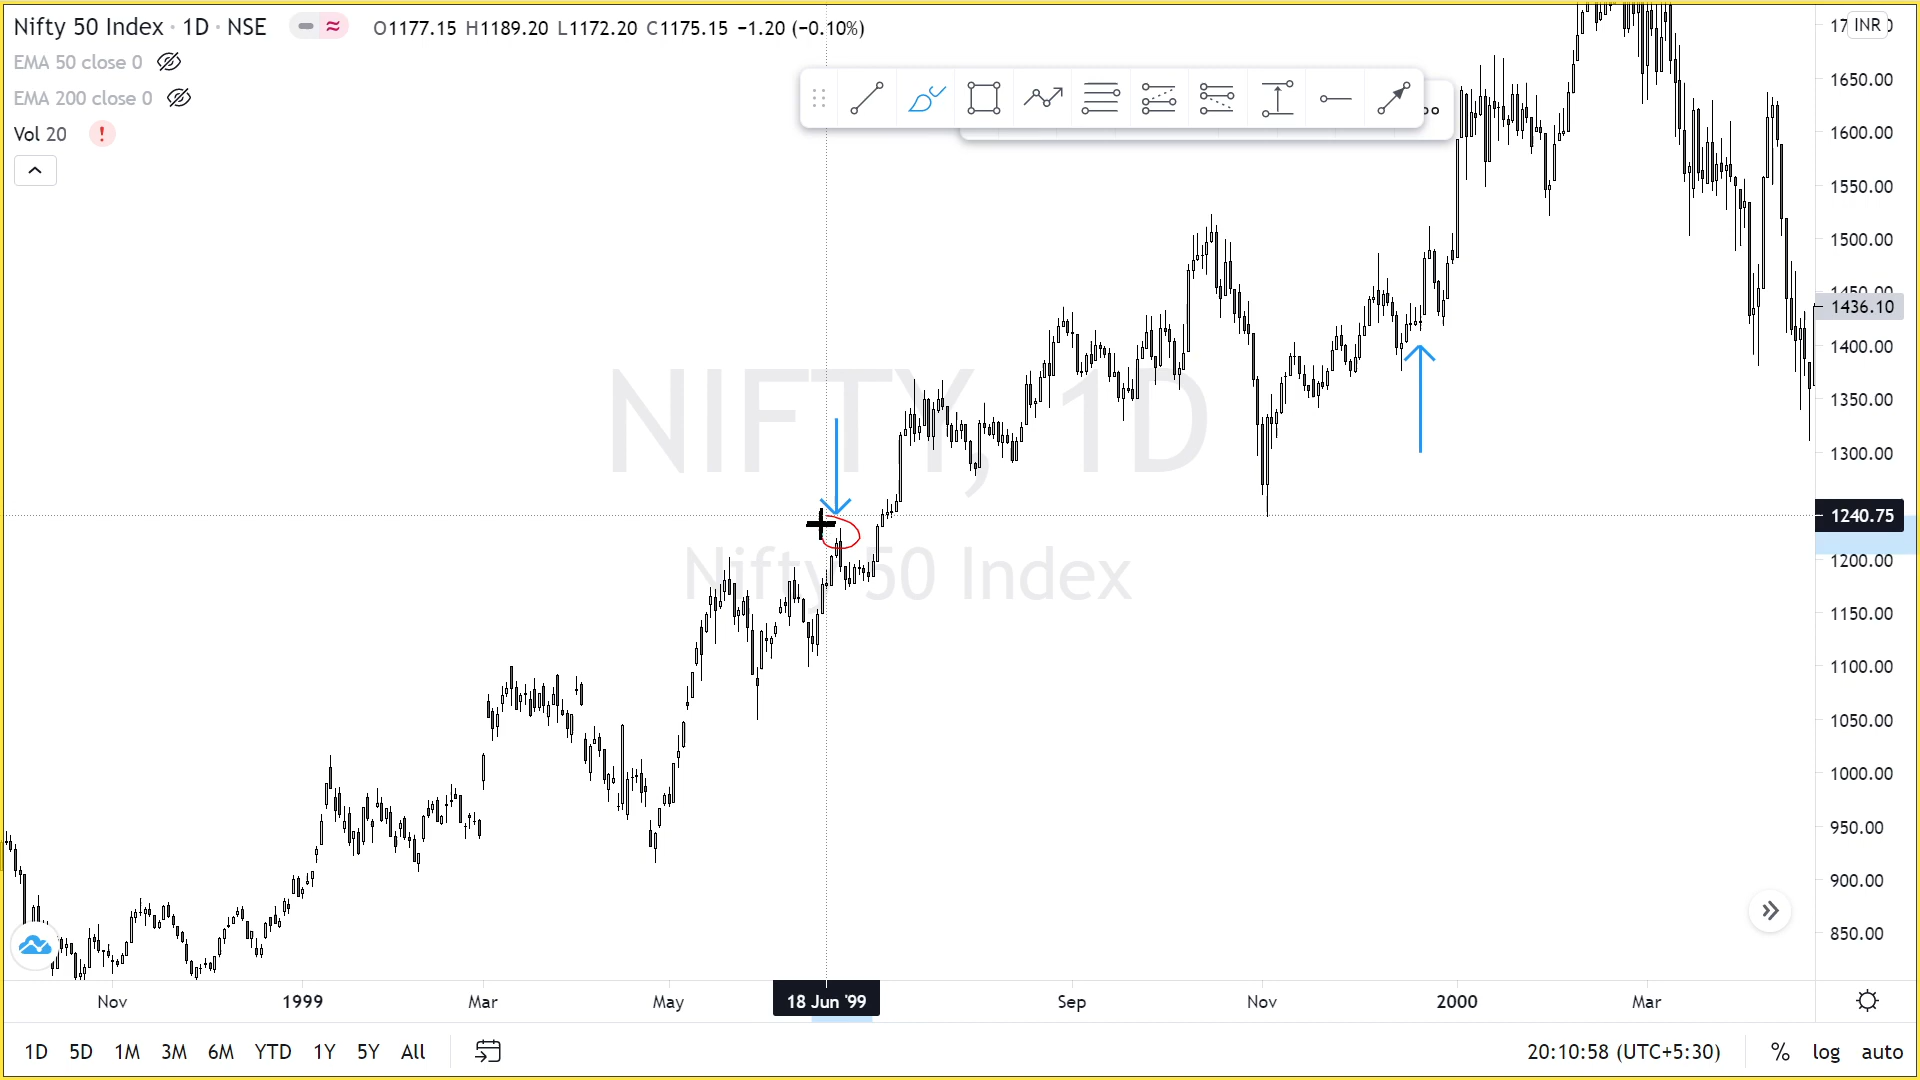 Nifty 50 Index · 1D · NSE
O1177.15 H1189.20 L1172.20 C1175.15 −1.20 (−0.10%)
EMA 50 close 0
EMA 200 close 0
Vol 20
!
INR
1650.00
1600.00
1550.00
1500.00
1450.00
1436.10
1400.00
1350.00
1300.00
1240.75
1200.00
1150.00
1100.00
1050.00
1000.00
950.00
900.00
850.00
NIFTY, 1D
Nifty 50 Index
Nov 1999 Mar May 18 Jun '99 Sep Nov 2000 Mar
1D 5D 1M 3M 6M YTD 1Y 5Y All
20:10:58 (UTC+5:30) % log auto